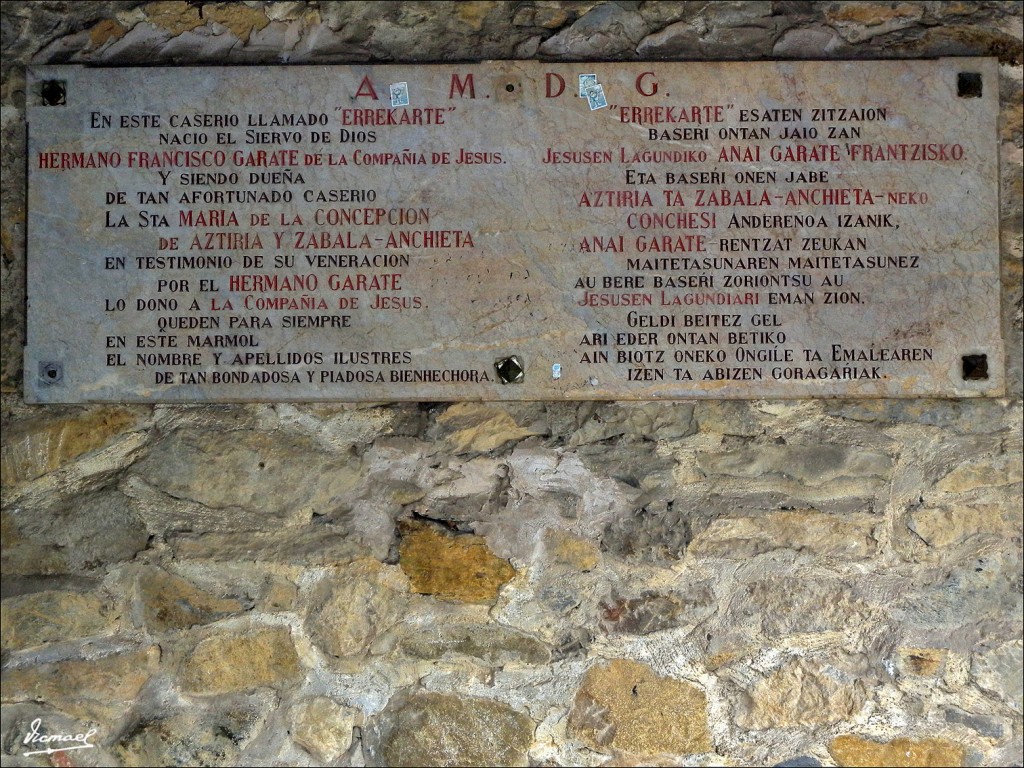 A. M. D. G.
EN ESTE CASERIO LLAMADO "ERREKARTE"
NACIO EL SIERVO DE DIOS
HERMANO FRANCISCO GARATE DE LA COMPAÑIA DE JESUS.
Y SIENDO DUEÑA
DE TAN AFORTUNADO CASERIO
LA STA MARIA DE LA CONCEPCION
DE AZTIRIA Y ZABALA-ANCHIETA
EN TESTIMONIO DE SU VENERACION
POR EL HERMANO GARATE
LO DONO A LA COMPAÑIA DE JESUS.
QUEDEN PARA SIEMPRE
EN ESTE MARMOL
EL NOMBRE Y APELLIDOS ILUSTRES
DE TAN BONDADOSA Y PIADOSA BIENHECHORA.
"ERREKARTE" ESATEN ZITZAION
BASEŔI ONTAN JAIO ZAN
JESUSEN LAGUNDIKO ANAI GARATE FRANTZISKO.
ETA BASEŔI ONEN JABE
AZTIRIA TA ZABALA-ANCHIETA-NEKO
CONCHESI ANDEREÑOA IZANIK,
ANAI GARATE-RENTZAT ZEUKAN
MAITETASUNAREN MAITETASUNEZ
AU BERE BASEŔI ZORIONTSU AU
JESUSEN LAGUNDIARI EMAN ZION.
GELDI BEITEZ GEL
ARI EDER ONTAN BETIKO
AIN BIOTZ ONEKO ONGILE TA EMALEAREN
IZEN TA ABIZEN GORAGAŔIAK.
Vicmael